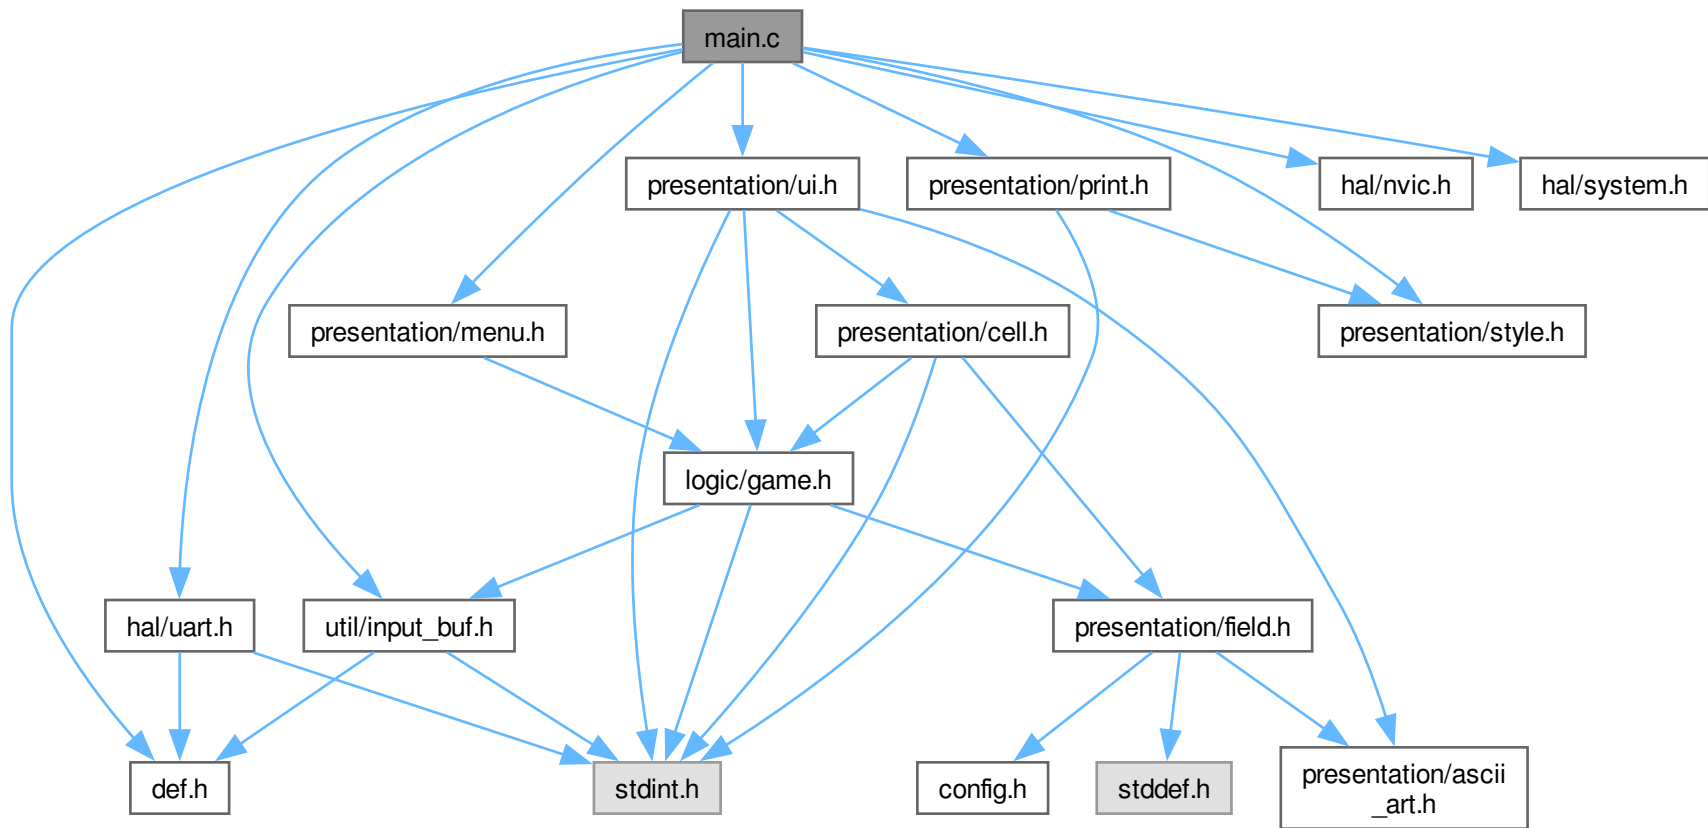 main.c
presentation/ui.h
presentation/print.h
hal/nvic.h
hal/system.h
presentation/menu.h
presentation/cell.h
presentation/style.h
logic/game.h
hal/uart.h
util/input_buf.h
presentation/field.h
def.h
stdint.h
config.h
stddef.h
presentation/ascii
_art.h